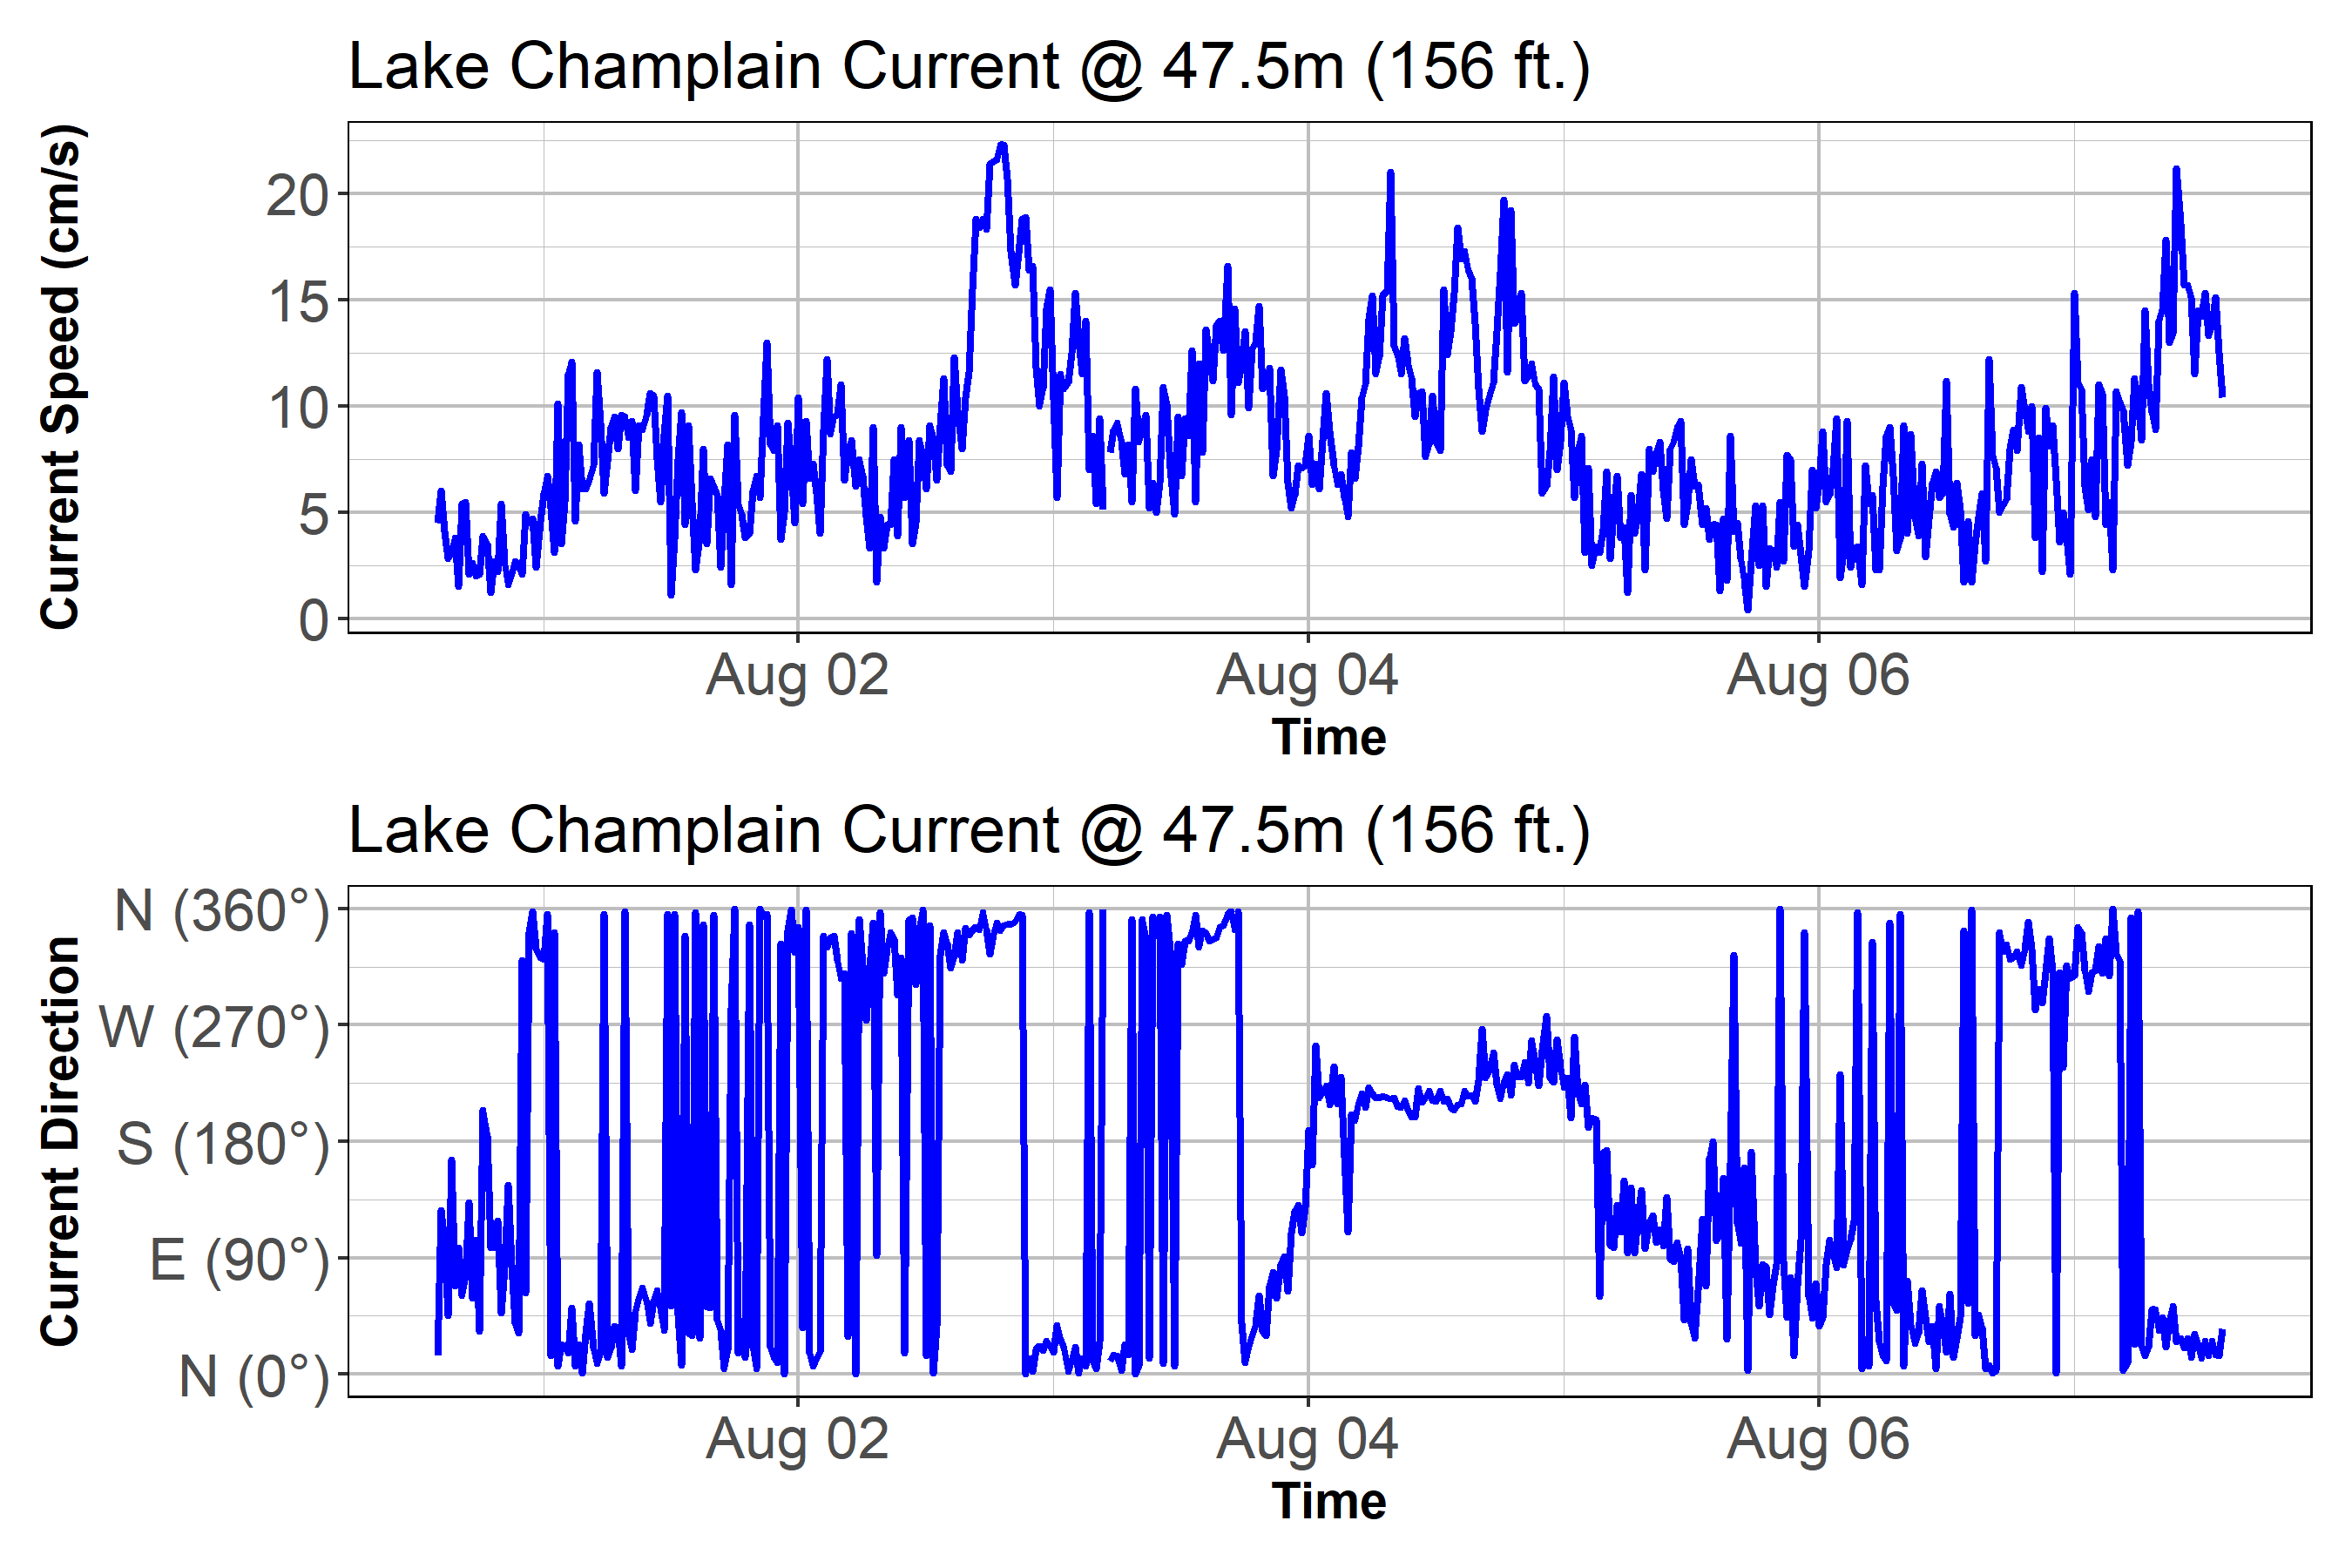 Lake Champlain Current @ 47.5m (156 ft.)
Current Speed (cm/s)
20
15
10
5
0
Aug 02 Aug 04 Aug 06
Time
Lake Champlain Current @ 47.5m (156 ft.)
Current Direction
N (360°)
W (270°)
S (180°)
E (90°)
N (0°)
Aug 02 Aug 04 Aug 06
Time